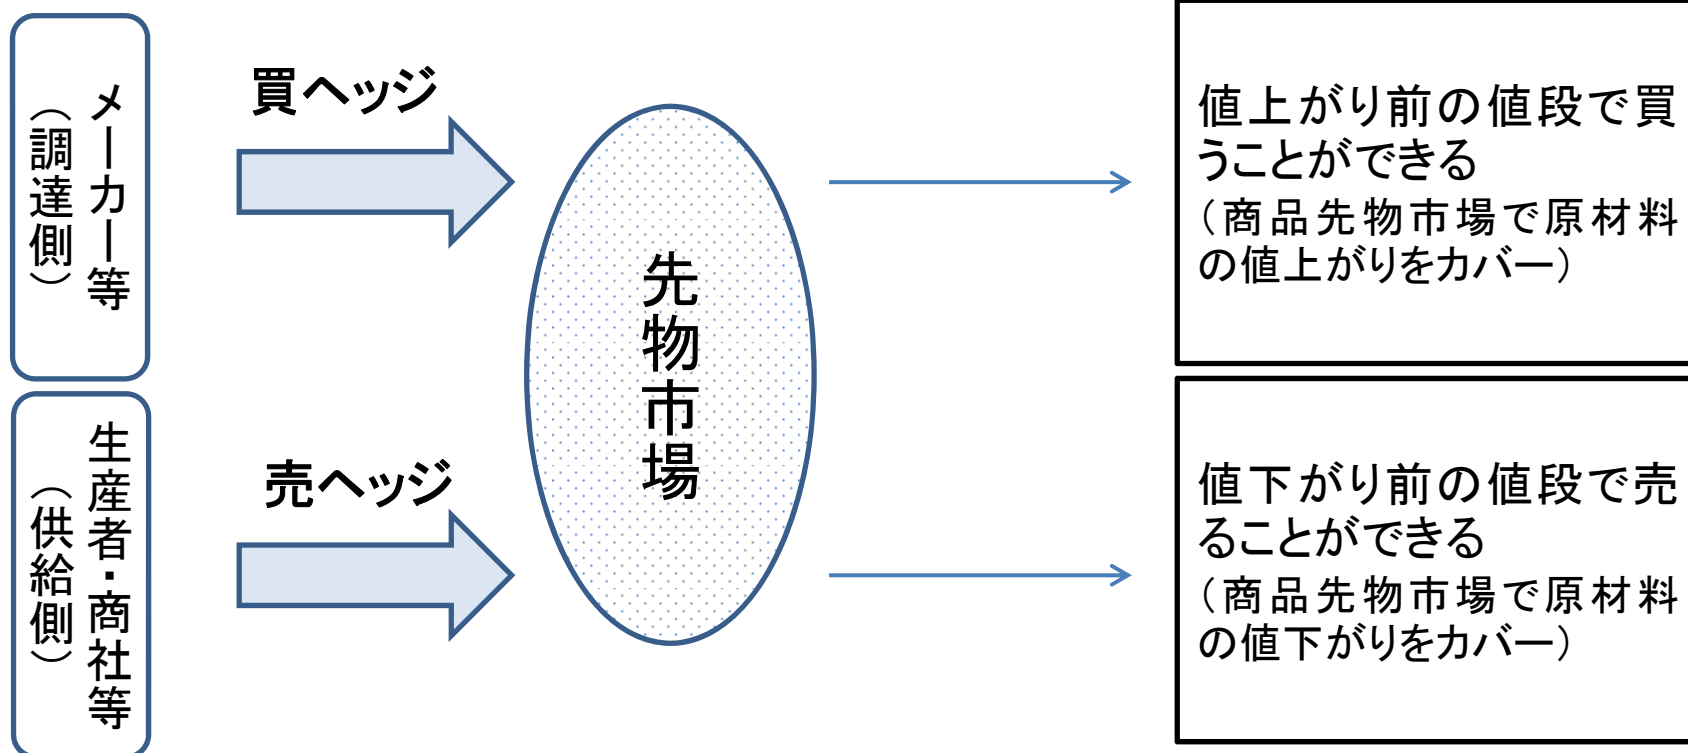 メーカー等
（調達側）
買ヘッジ
先物市場
値上がり前の値段で買
うことができる
（商品先物市場で原材料
の値上がりをカバー）
生産者・商社等
（供給側）
売ヘッジ
値下がり前の値段で売
ることができる
（商品先物市場で原材料
の値下がりをカバー）